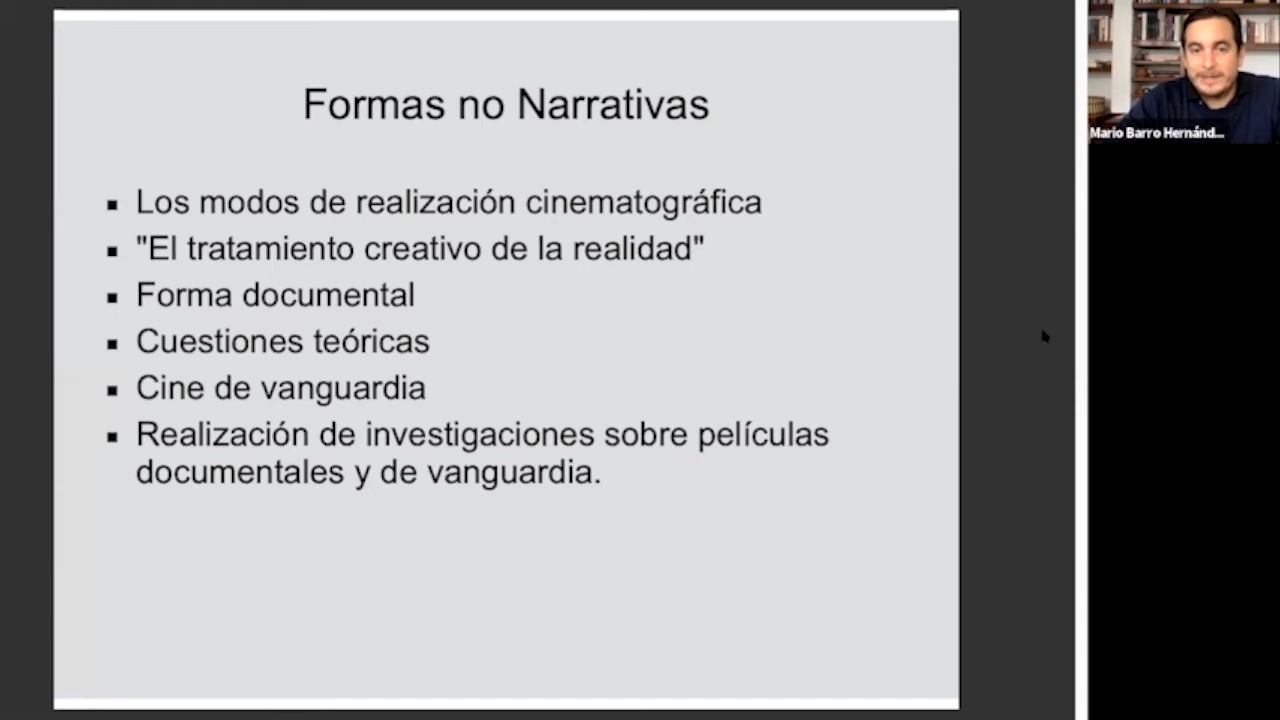 Formas no Narrativas
Los modos de realización cinematográfica
"El tratamiento creativo de la realidad"
Forma documental
Cuestiones teóricas
Cine de vanguardia
Realización de investigaciones sobre películas
documentales y de vanguardia.
Mario Barro Hernánd...